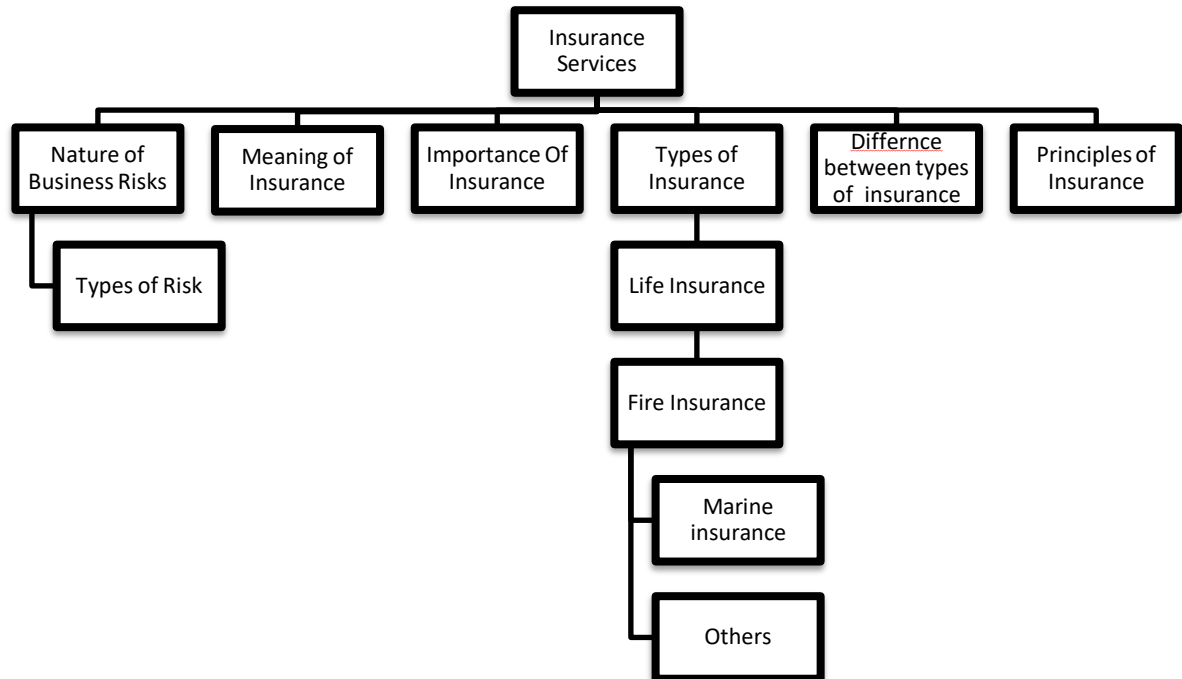 Insurance
Services
Nature of
Business Risks
Meaning of
Insurance
Importance Of
Insurance
Types of
Insurance
Differnce
between types
of insurance
Principles of
Insurance
Types of Risk
Life Insurance
Fire Insurance
Marine
insurance
Others